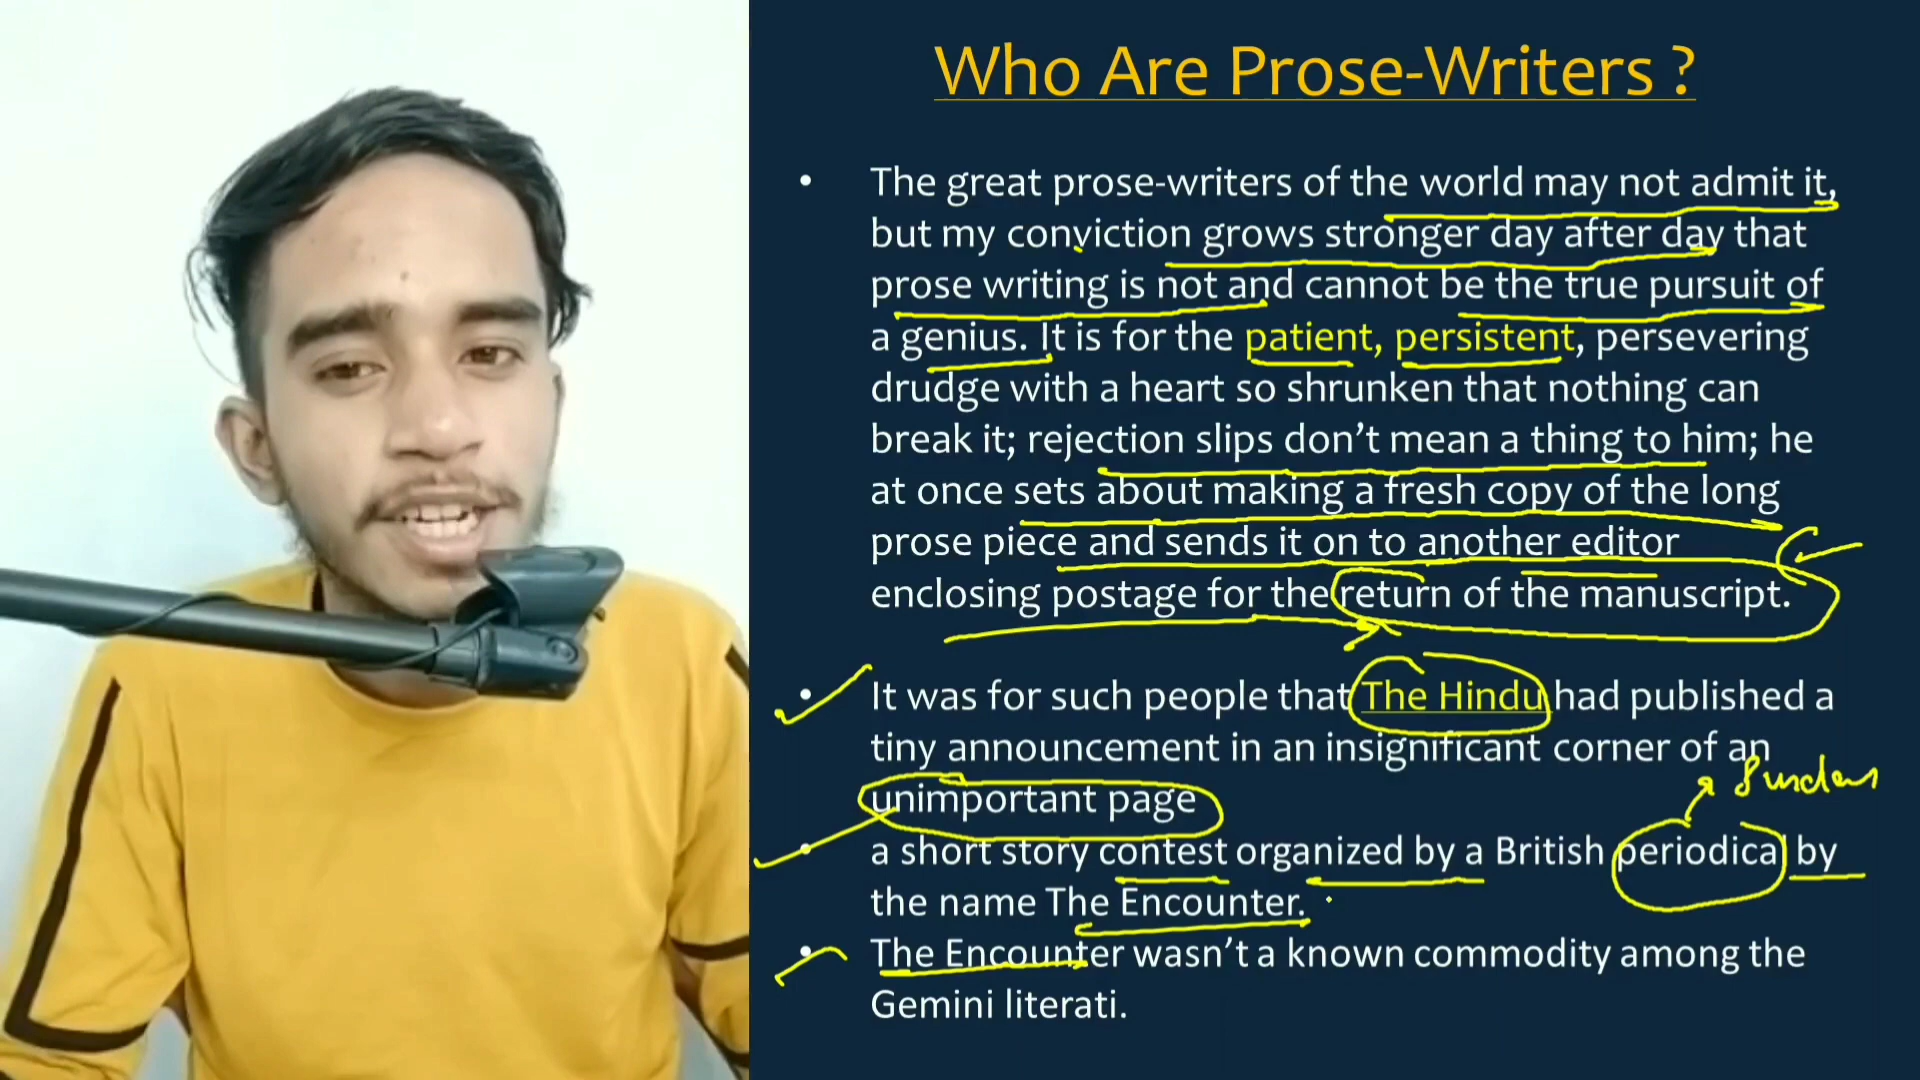 Who Are Prose-Writers ?
• The great prose-writers of the world may not admit it,
but my conviction grows stronger day after day that
prose writing is not and cannot be the true pursuit of
a genius. It is for the patient, persistent, persevering
drudge with a heart so shrunken that nothing can
break it; rejection slips don’t mean a thing to him; he
at once sets about making a fresh copy of the long
prose piece and sends it on to another editor
enclosing postage for the return of the manuscript.
• It was for such people that The Hindu had published a
tiny announcement in an insignificant corner of an
unimportant page
• a short story contest organized by a British periodical by
the name The Encounter.
• The Encounter wasn’t a known commodity among the
Gemini literati.